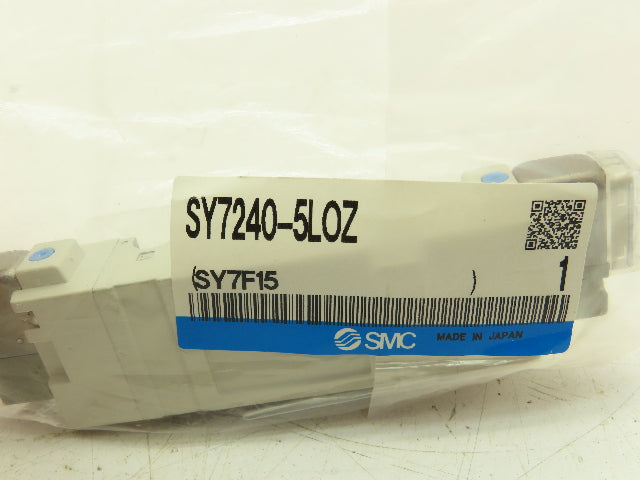 SY7240-5LOZ
(SY7F15 )
1
SMC MADE IN JAPAN